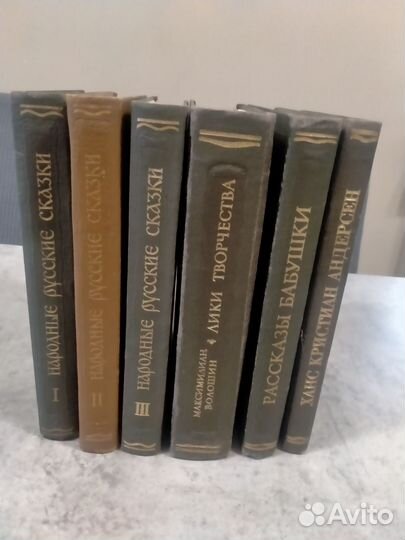 НАРОДНЫЕ РУССКИЕ СКАЗКИ
I
НАРОДНЫЕ РУССКИЕ СКАЗКИ
II
НАРОДНЫЕ РУССКИЕ СКАЗКИ
III
МАКСИМИЛИАН
ВОЛОШИН
ЛИКИ ТВОРЧЕСТВА
РАССКАЗЫ БАБУШКИ
ХАНС КРИСТИАН АНДЕРСЕН
Avito